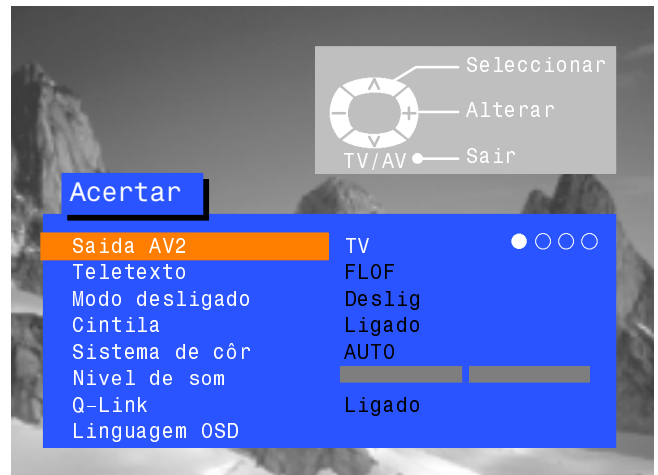 Seleccionar
Alterar
TV/AV Sair
Acertar
Saida AV2 TV
Teletexto FLOF
Modo desligado Deslig
Cintila Ligado
Sistema de côr AUTO
Nivel de som
Q-Link Ligado
Linguagem OSD